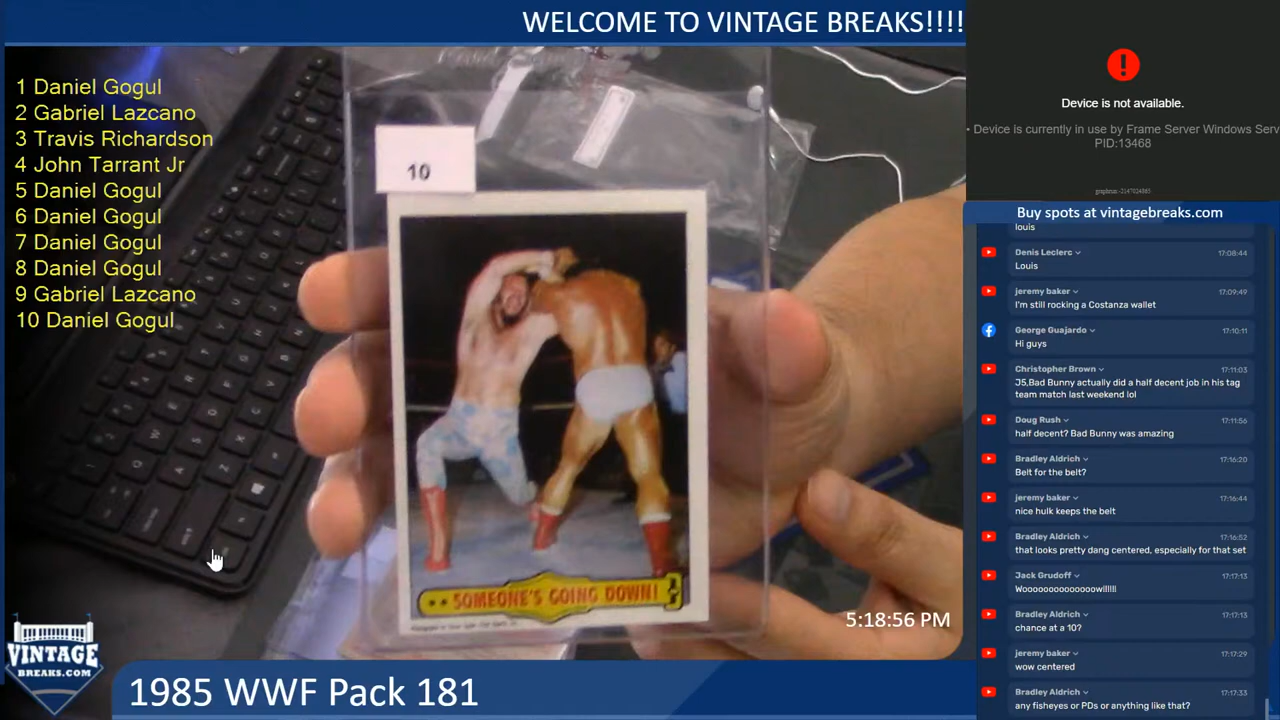 WELCOME TO VINTAGE BREAKS!!!!
1 Daniel Gogul
2 Gabriel Lazcano
3 Travis Richardson
4 John Tarrant Jr
5 Daniel Gogul
6 Daniel Gogul
7 Daniel Gogul
8 Daniel Gogul
9 Gabriel Lazcano
10 Daniel Gogul
10
SOMEONE'S GOING DOWN!
5:18:56 PM
VINTAGE
BREAKS.COM
1985 WWF Pack 181
!
Device is not available.
• Device is currently in use by Frame Server Windows Serv
PID:13468
Buy spots at vintagebreaks.com
louis
Denis Leclerc 17:08:44
Louis
jeremy baker 17:09:49
I'm still rocking a Costanza wallet
George Guajardo 17:10:11
Hi guys
Christopher Brown 17:11:03
J5,Bad Bunny actually did a half decent job in his tag
team match last weekend lol
Doug Rush 17:11:56
half decent? Bad Bunny was amazing
Bradley Aldrich 17:16:20
Belt for the belt?
jeremy baker 17:16:44
nice hulk keeps the belt
Bradley Aldrich 17:16:52
that looks pretty dang centered, especially for that set
Jack Grudoff 17:17:13
Wooooooooooooowllllll
Bradley Aldrich 17:17:13
chance at a 10?
jeremy baker 17:17:29
wow centered
Bradley Aldrich 17:17:33
any fisheyes or PDs or anything like that?